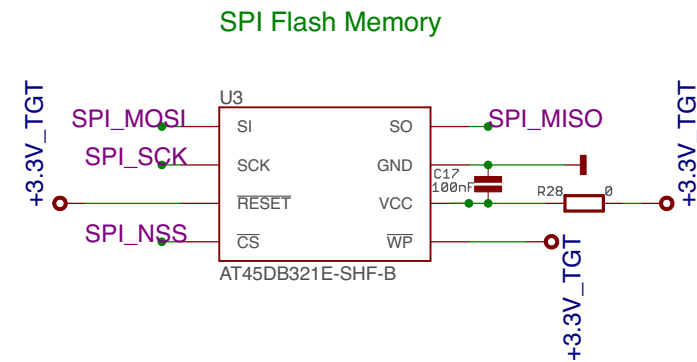 SPI Flash Memory
U3
+3.3V_TGT
SPI_MOSI
SI
SO
SPI_MISO
+3.3V_TGT
SPI_SCK
SCK
GND
C17
100nF
RESET
VCC
R28
0
SPI_NSS
CS
WP
AT45DB321E-SHF-B
+3.3V_TGT